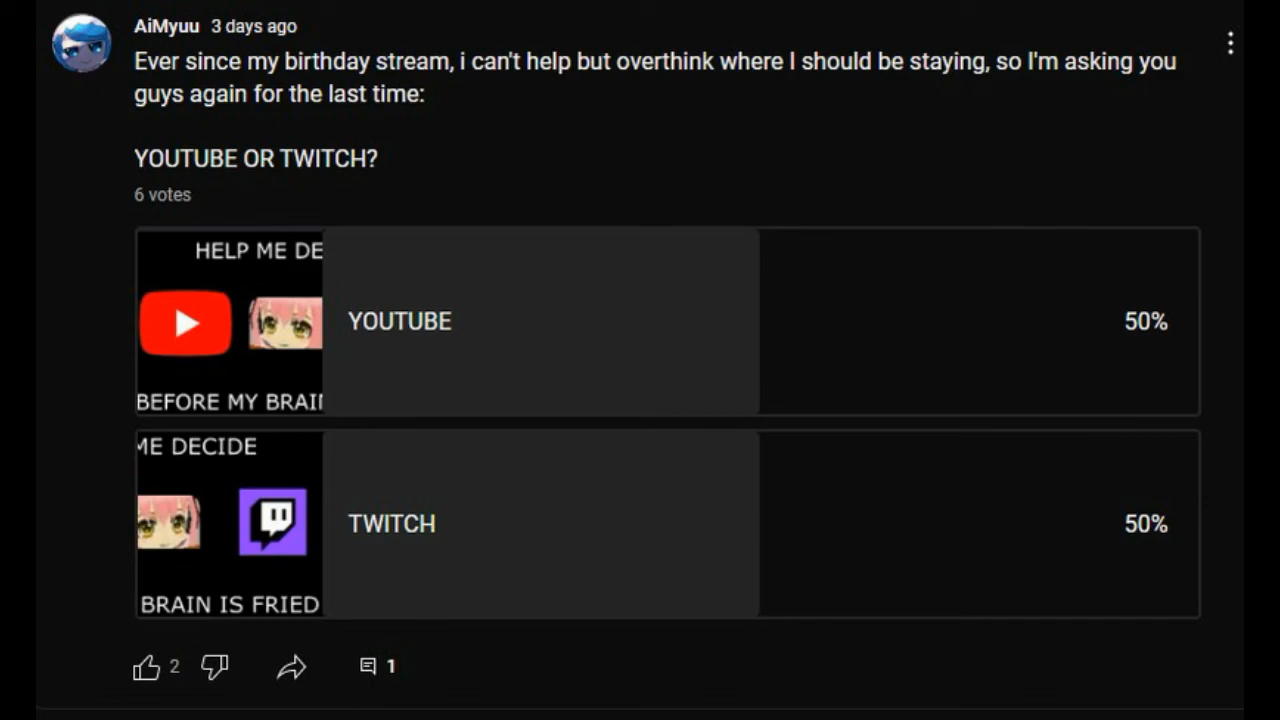 AiMyuu 3 days ago
Ever since my birthday stream, i can't help but overthink where I should be staying, so I'm asking you
guys again for the last time:
YOUTUBE OR TWITCH?
6 votes
HELP ME DE
YOUTUBE 50%
BEFORE MY BRAI
ME DECIDE
TWITCH 50%
BRAIN IS FRIED
2 1